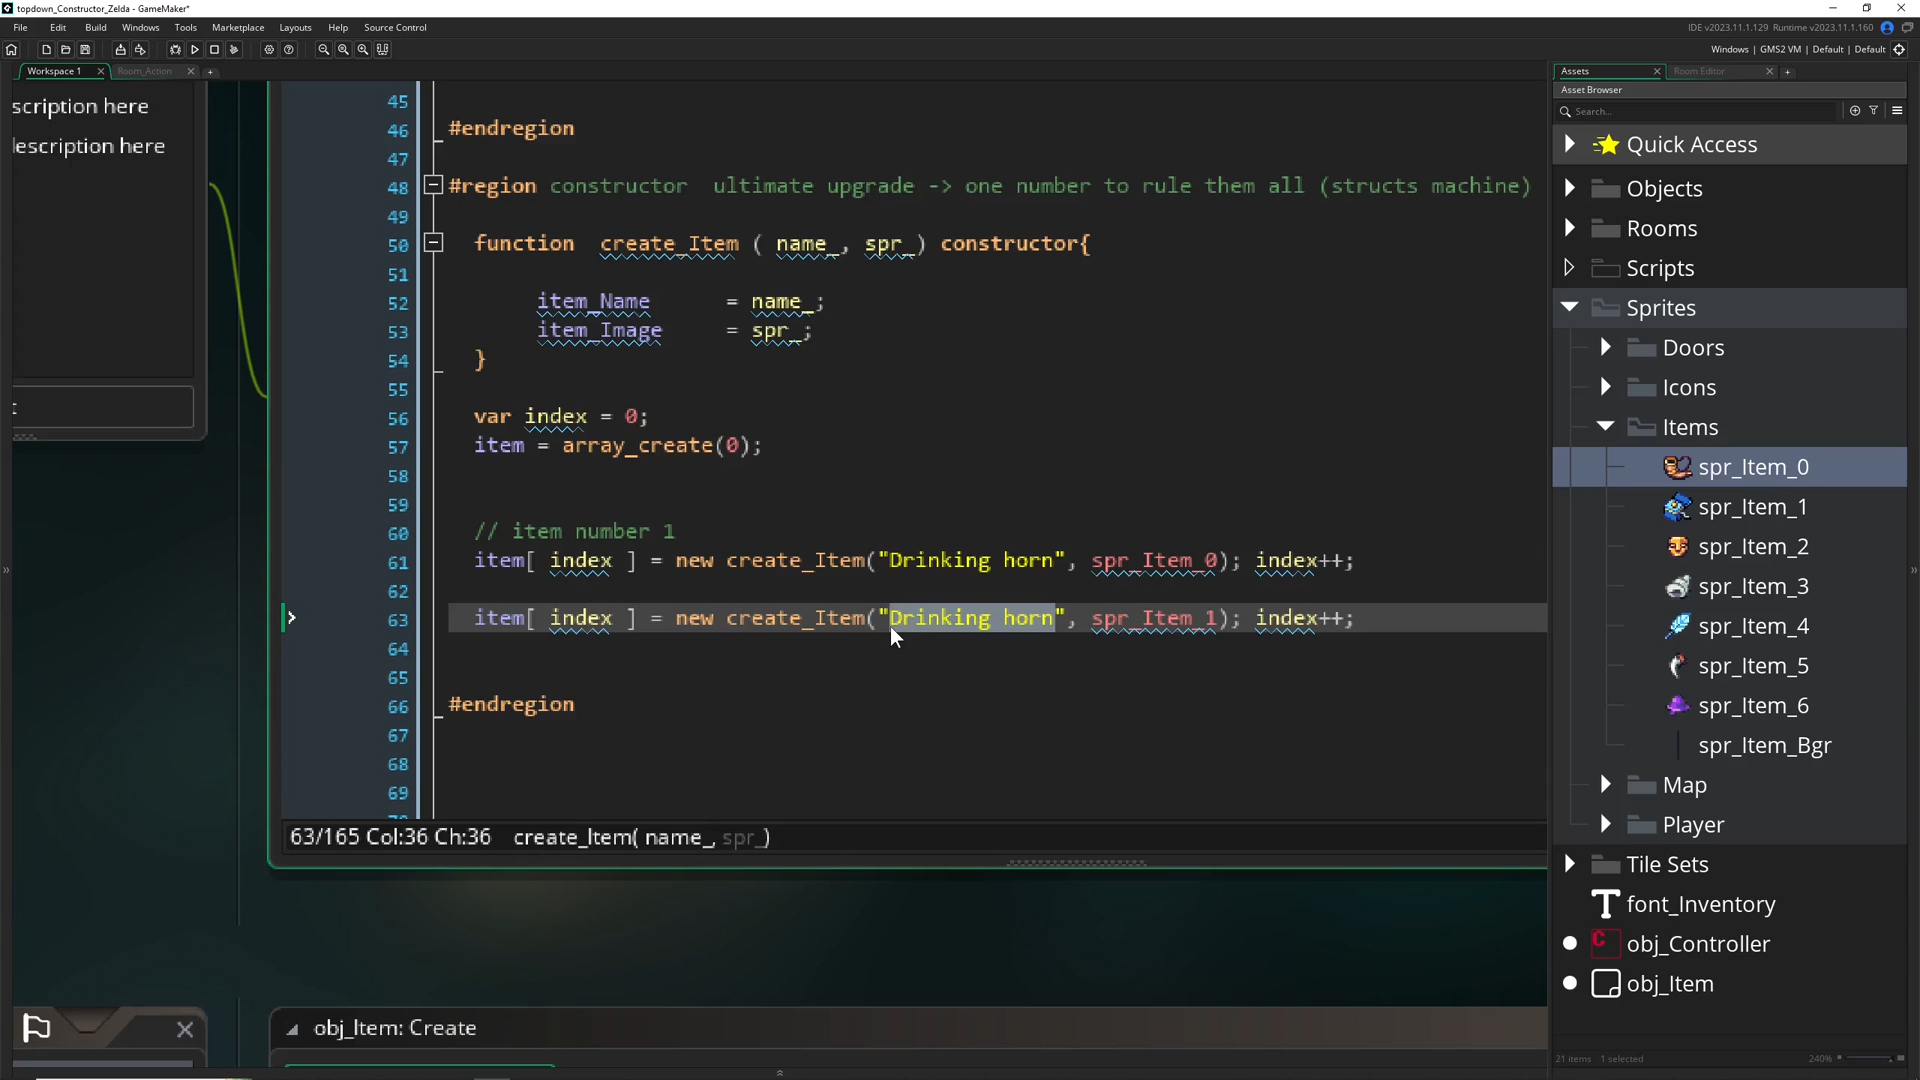 topdown_Constructor_Zelda - GameMaker*
File Edit Build Windows Tools Marketplace Layouts Help Source Control
IDE v2023.11.1.129 Runtime v2023.11.1.160
Windows | GMS2 VM | Default | Default
Workspace 1
Room_Action
scription here
escription here
45
46 #endregion
47
48 #region constructor ultimate upgrade -> one number to rule them all (structs machine)
49
50 function create_Item ( name_, spr_) constructor{
51
52 item_Name = name_;
53 item_Image = spr_;
54 }
55
56 var index = 0;
57 item = array_create(0);
58
59
60 // item number 1
61 item[ index ] = new create_Item("Drinking horn", spr_Item_0); index++;
62
63 item[ index ] = new create_Item("Drinking horn", spr_Item_1); index++;
64
65
66 #endregion
67
68
69
63/165 Col:36 Ch:36 create_Item( name_, spr_)
obj_Item: Create
Assets
Room Editor
Asset Browser
Search...
Quick Access
Objects
Rooms
Scripts
Sprites
Doors
Icons
Items
spr_Item_0
spr_Item_1
spr_Item_2
spr_Item_3
spr_Item_4
spr_Item_5
spr_Item_6
spr_Item_Bgr
Map
Player
Tile Sets
font_Inventory
obj_Controller
obj_Item
21 items 1 selected
240%